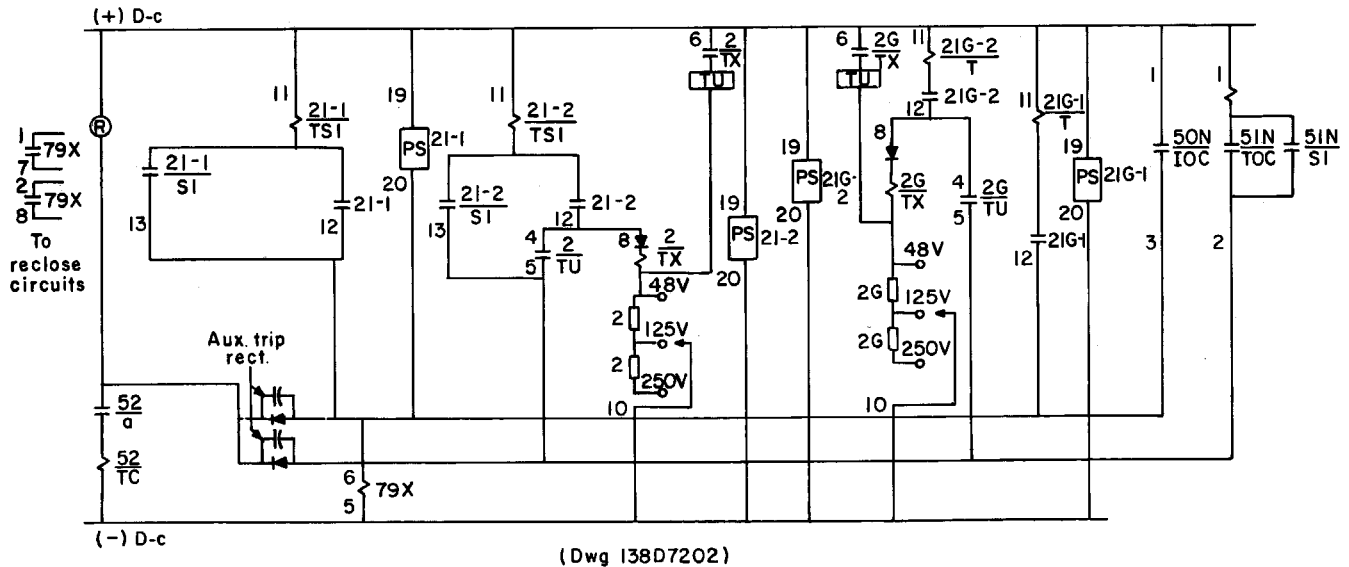 (+) D-c
R
1
79X
7
2
79X
8
To
reclose
circuits
11
21-1
TSI
21-1
SI
13
21-1
12
19
PS
21-1
20
11
21-2
TSI
21-2
SI
13
21-2
12
4
2
TU
5
8
2
TX
6
2
TX
TU
48V
2
125V
2
250V
10
19
PS
21-2
20
19
PS
21G-
2
20
6
2G
TX
TU
11
21G-2
T
21G-2
12
8
2G
TX
4
2G
TU
5
48V
2G
125V
2G
250V
10
11
21G-1
T
21G-1
12
19
PS
21G-1
20
1
50N
IOC
3
1
51N
TOC
51N
SI
2
Aux. trip
rect.
52
a
52
TC
6
79X
5
(-) D-c
(Dwg 138D7202)